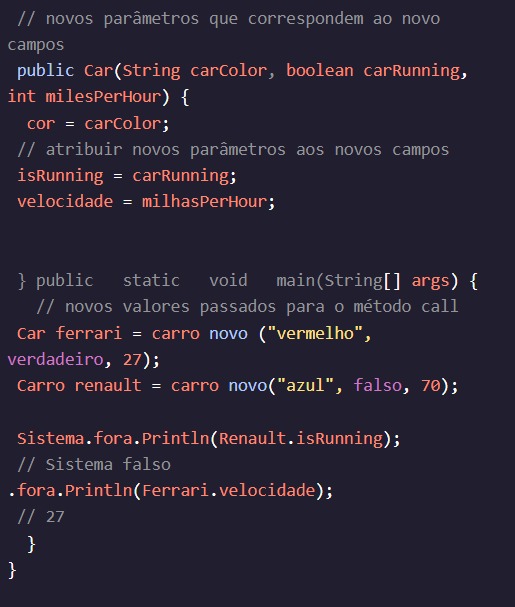 // novos parâmetros que correspondem ao novo
campos
public Car(String carColor, boolean carRunning,
int milesPerHour) {
cor = carColor;
// atribuir novos parâmetros aos novos campos
isRunning = carRunning;
velocidade = milhasPerHour;
} public static void main(String[] args) {
// novos valores passados para o método call
Car ferrari = carro novo ("vermelho",
verdadeiro, 27);
Carro renault = carro novo("azul", falso, 70);
Sistema.fora.Println(Renault.isRunning);
// Sistema falso
.fora.Println(Ferrari.velocidade);
// 27
}
}